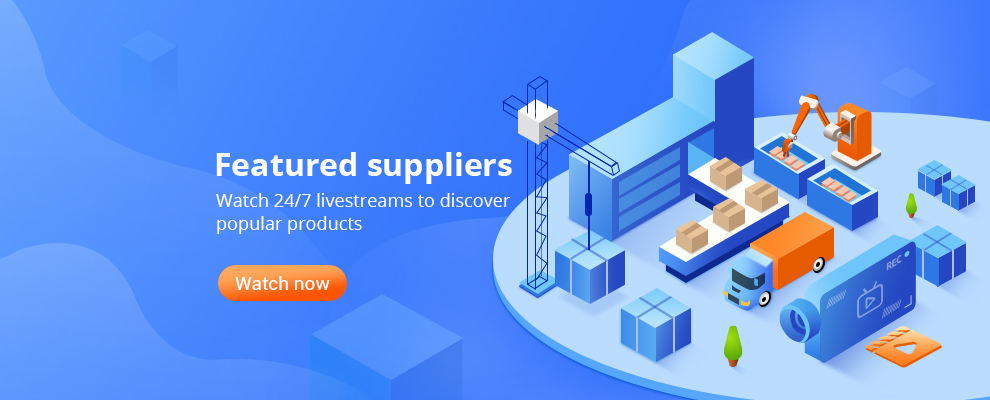 Featured suppliers
Watch 24/7 livestreams to discover
popular products
Watch now
REC